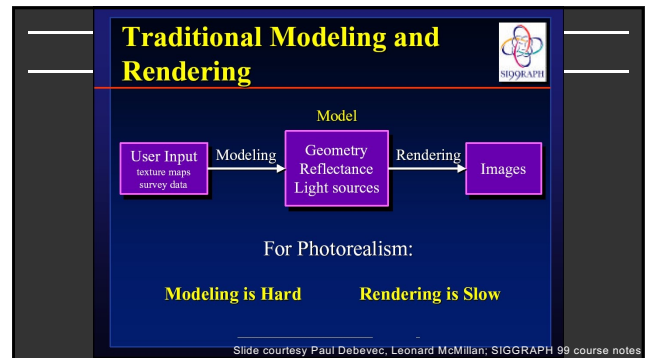 Traditional Modeling and
Rendering
SIGGRAPH
Model
User Input
texture maps
survey data
Modeling
Geometry
Reflectance
Light sources
Rendering
Images
For Photorealism:
Modeling is Hard
Rendering is Slow
Slide courtesy Paul Debevec, Leonard McMillan; SIGGRAPH 99 course notes